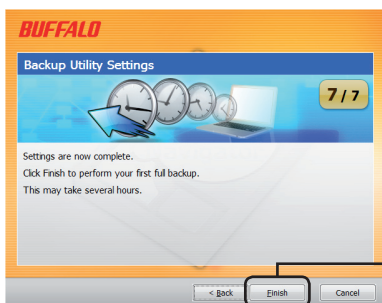 BUFFALO
Backup Utility Settings
7 / 7
Settings are now complete.
Click Finish to perform your first full backup.
This may take several hours.
< Back
Finish
Cancel